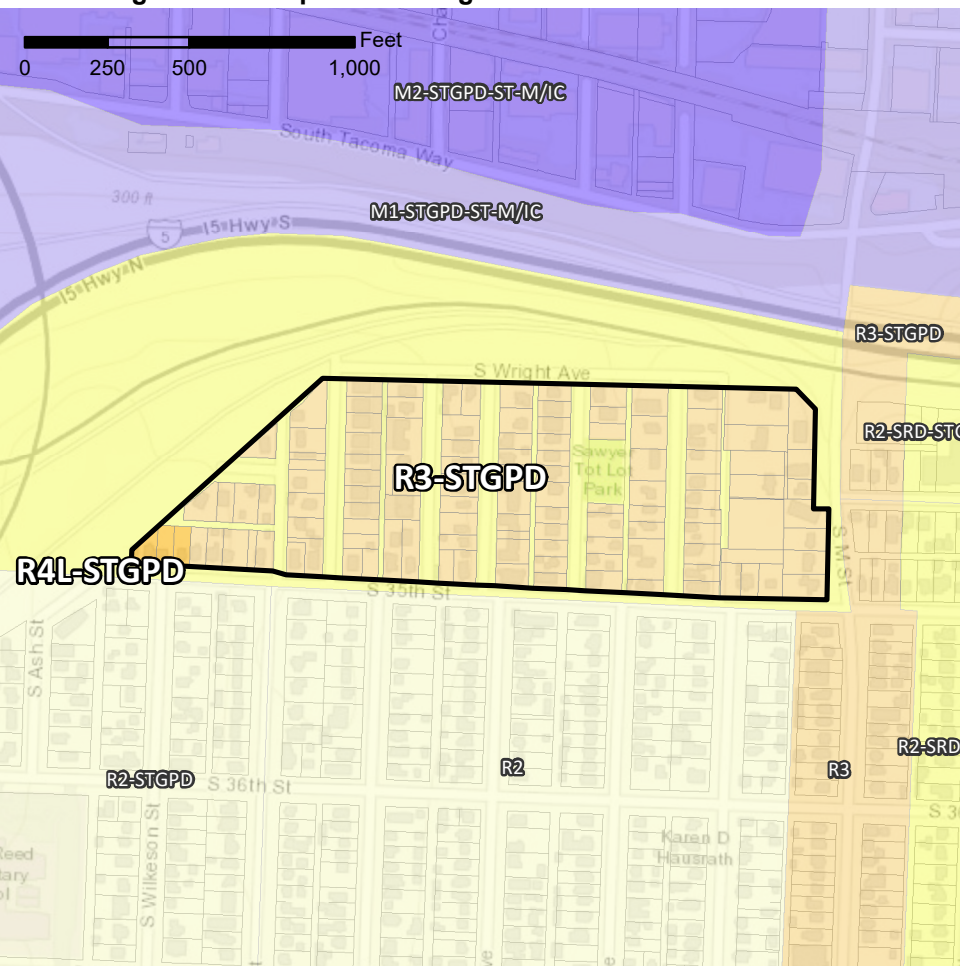 Feet
0 250 500 1,000
M2-STGPD-ST-M/IC
South Tacoma Way
300 ft
M1-STGPD-ST-M/IC
I5 Hwy S
5
I5 Hwy N
R3-STGPD
S Wright Ave
R2-SRD-STG
Sawyer
Tot Lot
Park
R3-STGPD
S M St
R4L-STGPD
S 35th St
S Ash St
R2-SRD
R2
R3
R2-STGPD
S 36th St
Karen D
Hausrath
S Wilkeson St